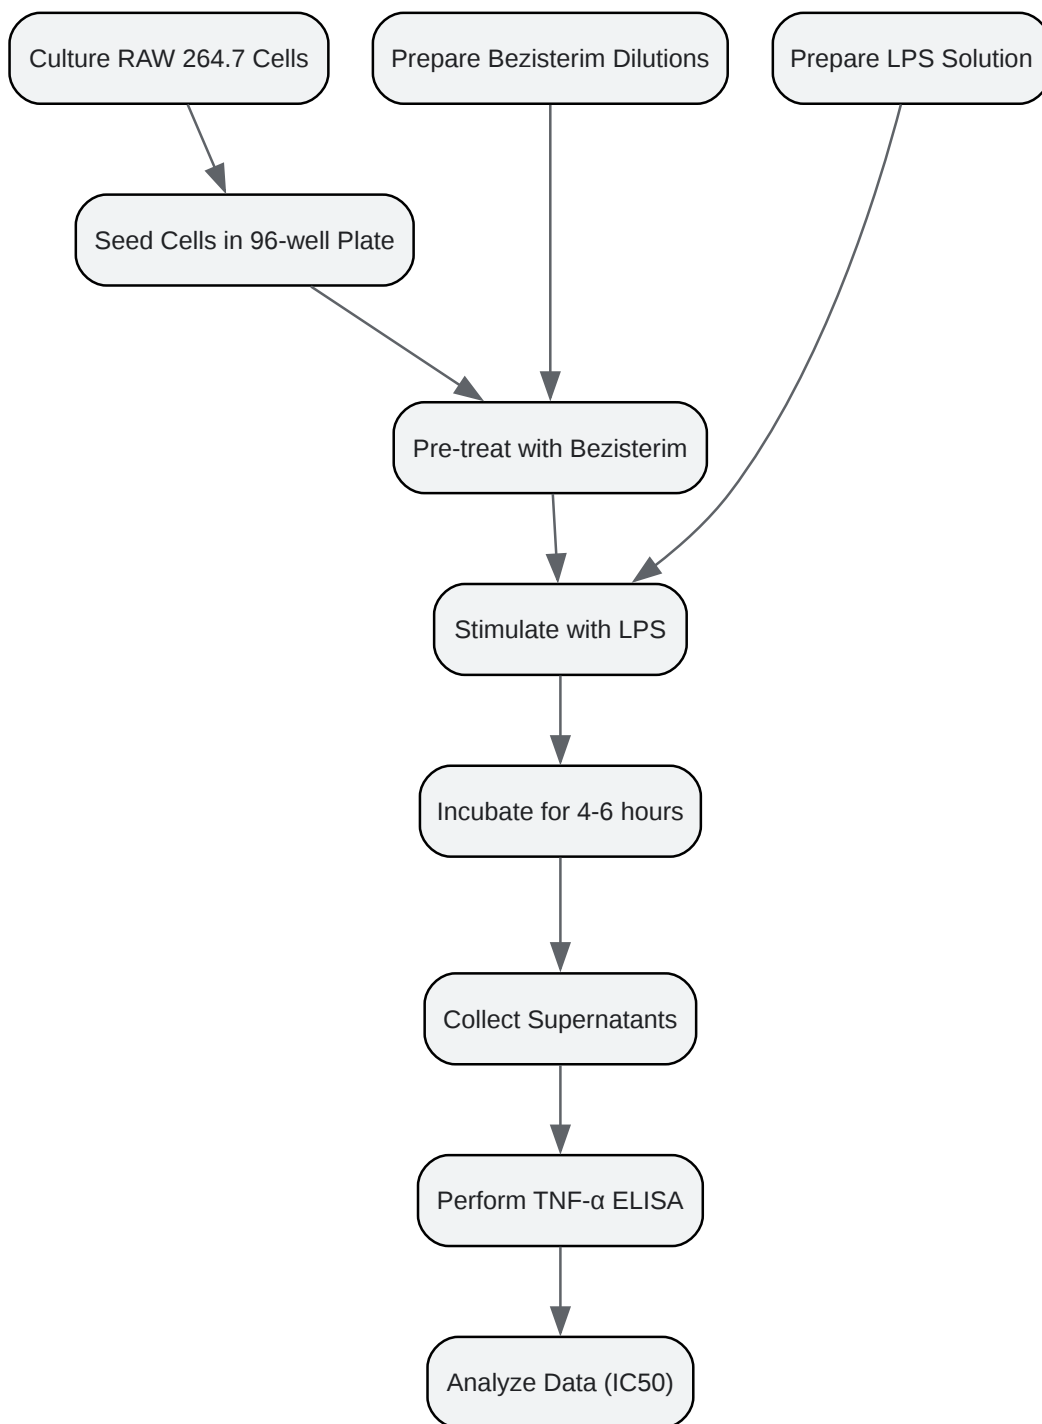 Culture RAW 264.7 Cells
Prepare Bezisterim Dilutions
Prepare LPS Solution
Seed Cells in 96-well Plate
Pre-treat with Bezisterim
Stimulate with LPS
Incubate for 4-6 hours
Collect Supernatants
Perform TNF-α ELISA
Analyze Data (IC50)